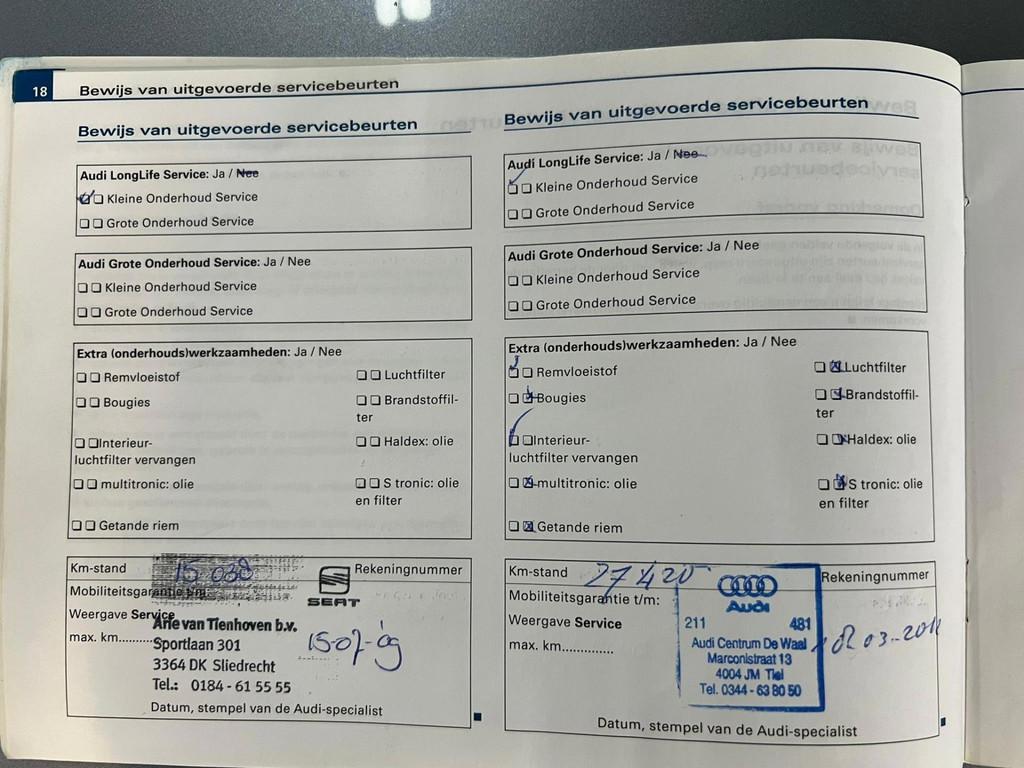 18
Bewijs van uitgevoerde servicebeurten
Bewijs van uitgevoerde servicebeurten
Audi LongLife Service: Ja / Nee
Kleine Onderhoud Service
Grote Onderhoud Service
Audi Grote Onderhoud Service: Ja / Nee
Kleine Onderhoud Service
Grote Onderhoud Service
Extra (onderhouds)werkzaamheden: Ja / Nee
Remvloeistof
Luchtfilter
Bougies
Brandstoffil-
ter
Interieur-
luchtfilter vervangen
Haldex: olie
multitronic: olie
S tronic: olie
en filter
Getande riem
Km-stand 15 038
Rekeningnummer
Mobiliteitsgarantie t/m:
SEAT
Weergave Service
max. km..........
Arie van Tienhoven b.v.
Sportlaan 301
3364 DK Sliedrecht
Tel.: 0184 - 61 55 55
15-07-09
Datum, stempel van de Audi-specialist
Bewijs van uitgevoerde servicebeurten
Audi LongLife Service: Ja / Nee
Kleine Onderhoud Service
Grote Onderhoud Service
Audi Grote Onderhoud Service: Ja / Nee
Kleine Onderhoud Service
Grote Onderhoud Service
Extra (onderhouds)werkzaamheden: Ja / Nee
Remvloeistof
Luchtfilter
Bougies
Brandstoffil-
ter
Interieur-
luchtfilter vervangen
Haldex: olie
multitronic: olie
S tronic: olie
en filter
Getande riem
Km-stand 27420
Rekeningnummer
Mobiliteitsgarantie t/m:
Weergave Service
max. km..............
Audi
211 481
Audi Centrum De Waal
Marconistraat 13
4004 JM Tiel
Tel. 0344 - 63 80 50
Datum, stempel van de Audi-specialist